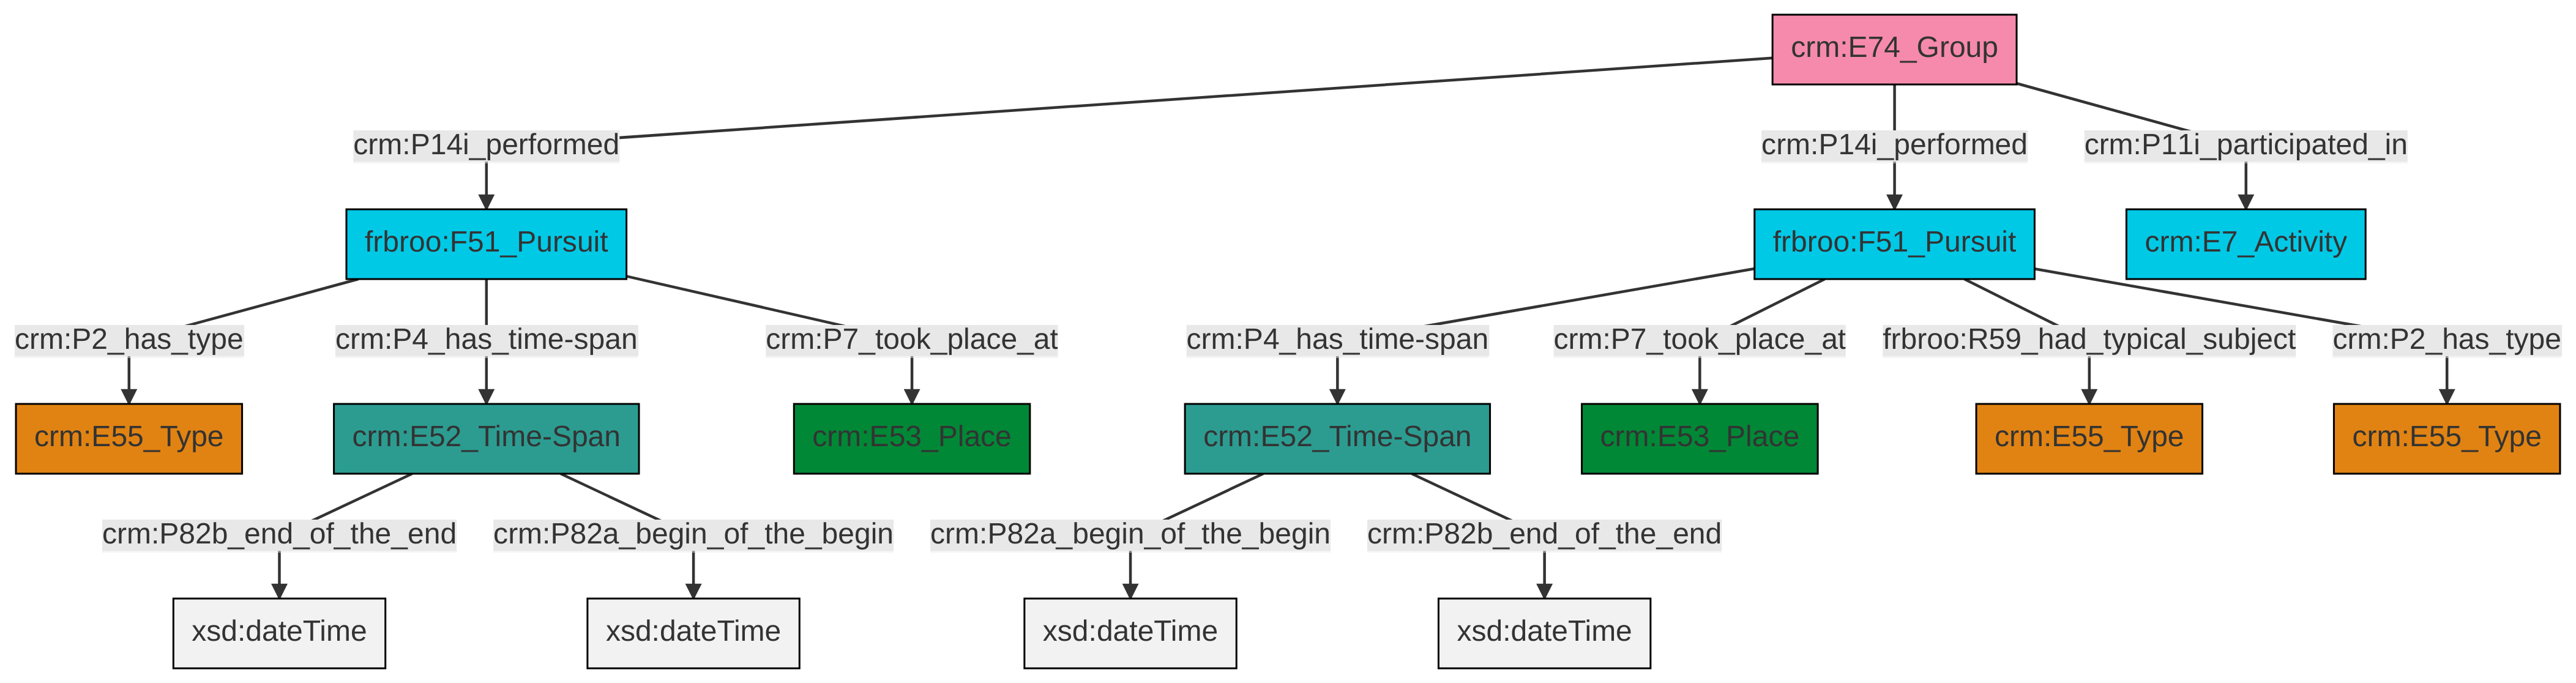 crm:E74_Group
crm:P14i_performed
crm:P14i_performed
crm:P11i_participated_in
frbroo:F51_Pursuit
frbroo:F51_Pursuit
crm:E7_Activity
crm:P2_has_type
crm:P4_has_time-span
crm:P7_took_place_at
crm:P4_has_time-span
crm:P7_took_place_at
frbroo:R59_had_typical_subject
crm:P2_has_type
crm:E55_Type
crm:E52_Time-Span
crm:E53_Place
crm:E52_Time-Span
crm:E53_Place
crm:E55_Type
crm:E55_Type
crm:P82b_end_of_the_end
crm:P82a_begin_of_the_begin
crm:P82a_begin_of_the_begin
crm:P82b_end_of_the_end
xsd:dateTime
xsd:dateTime
xsd:dateTime
xsd:dateTime